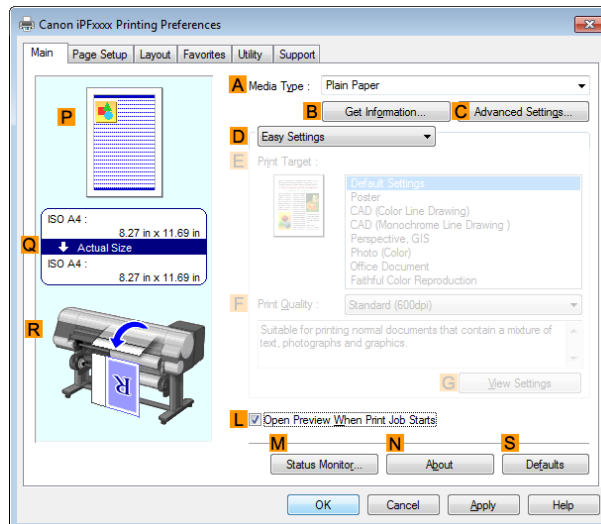 Canon iPFxxxx Printing Preferences
Main Page Setup Layout Favorites Utility Support
P
A Media Type : Plain Paper
B Get Information... C Advanced Settings...
D Easy Settings
E Print Target :
Default Settings
Poster
CAD (Color Line Drawing)
CAD (Monochrome Line Drawing )
Perspective, GIS
Photo (Color)
Office Document
Faithful Color Reproduction
Q
ISO A4 :
8.27 in x 11.69 in
Actual Size
ISO A4 :
8.27 in x 11.69 in
F Print Quality : Standard (600dpi)
Suitable for printing normal documents that contain a mixture of
text, photographs and graphics.
R
R
G View Settings
L Open Preview When Print Job Starts
M N S
Status Monitor... About Defaults
OK Cancel Apply Help